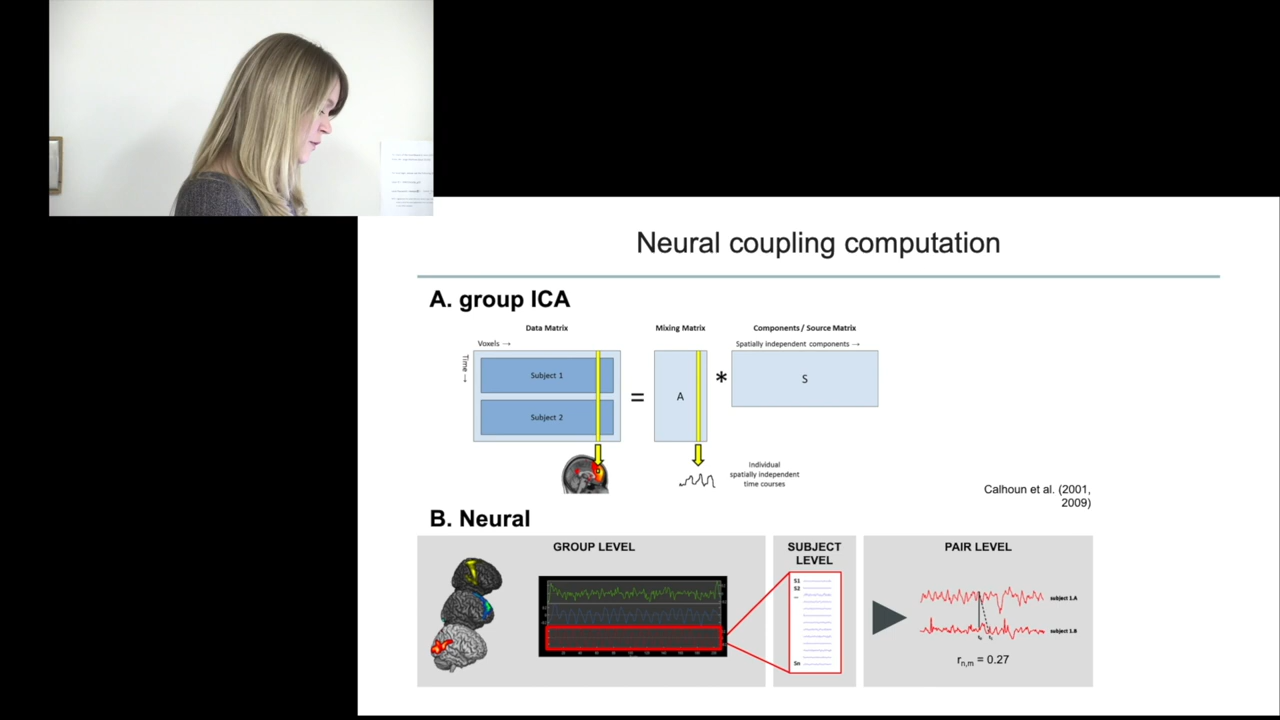 Neural coupling computation
A. group ICA
Data Matrix
Mixing Matrix
Components / Source Matrix
Voxels →
Spatially independent components →
Time →
Subject 1
Subject 2
=
A
*
S
Individual
spatially independent
time courses
Calhoun et al. (2001,
2009)
B. Neural
GROUP LEVEL
SUBJECT
LEVEL
PAIR LEVEL
S1
S2
...
Sn
subject 1.A
subject 1.B
rn,m = 0.27